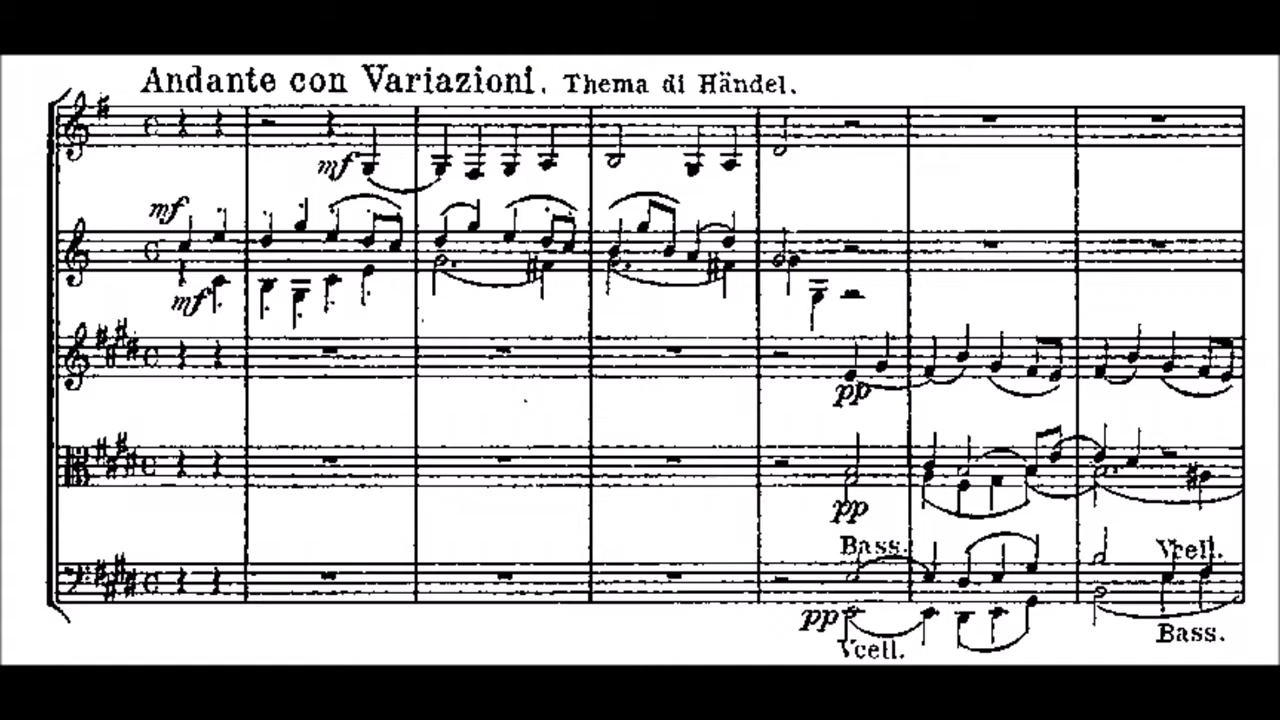 Andante con Variazioni. Thema di Händel.
mf
mf
mf
pp
pp
Bass. Vcell.
pp
Vcell. Bass.